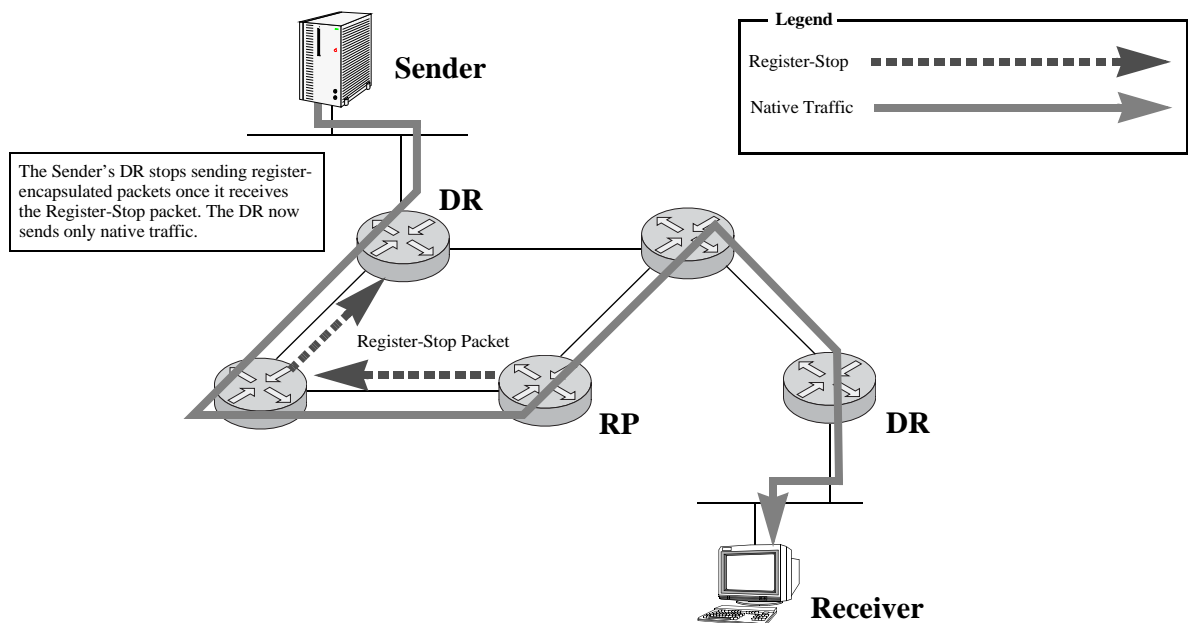 Legend
Sender
Register-Stop
Native Traffic
The Sender’s DR stops sending register-
encapsulated packets once it receives
the Register-Stop packet. The DR now
sends only native traffic.
DR
Register-Stop Packet
RP
DR
Receiver